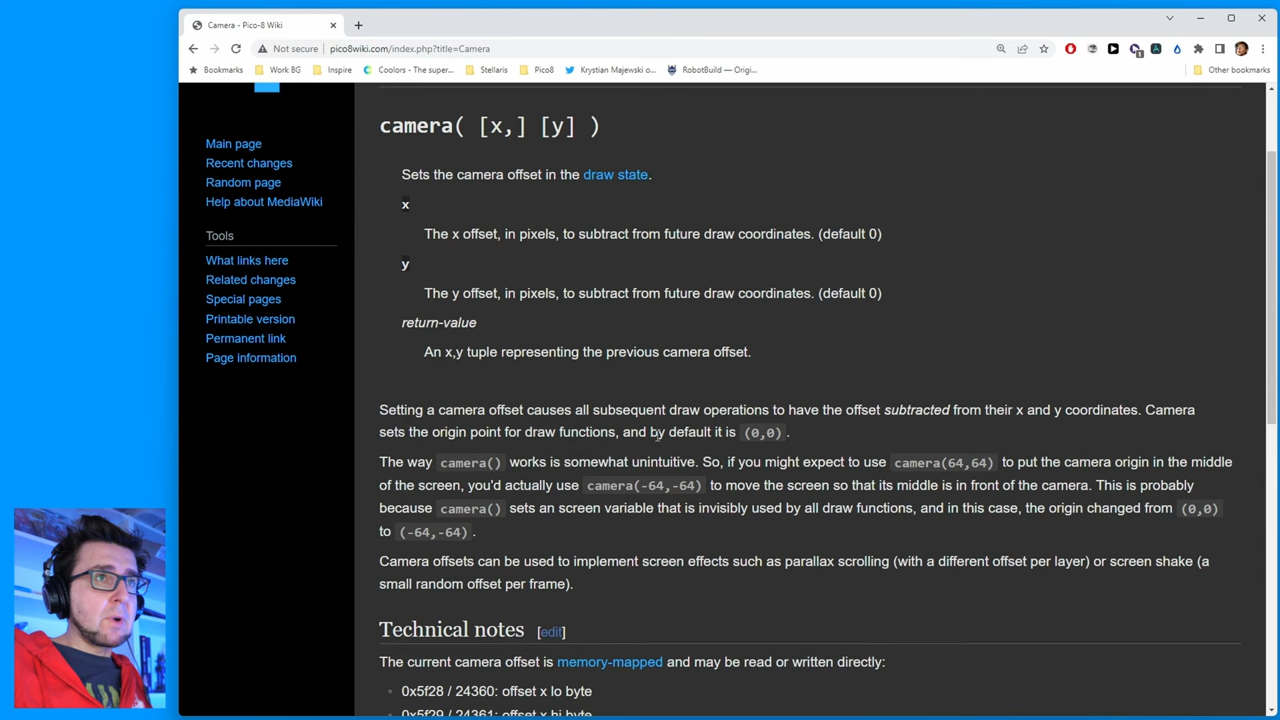 Camera - Pico-8 Wiki
Not secure
pico8wiki.com/index.php?title=Camera
1
Bookmarks
Work BG
Inspire
Coolors - The super...
Stellaris
Pico8
Krystian Majewski o...
RobotBuild — Origi...
Other bookmarks
Main page
Recent changes
Random page
Help about MediaWiki
Tools
What links here
Related changes
Special pages
Printable version
Permanent link
Page information
camera( [x,] [y] )
Sets the camera offset in the draw state.
x
The x offset, in pixels, to subtract from future draw coordinates. (default 0)
y
The y offset, in pixels, to subtract from future draw coordinates. (default 0)
return-value
An x,y tuple representing the previous camera offset.
Setting a camera offset causes all subsequent draw operations to have the offset subtracted from their x and y coordinates. Camera
sets the origin point for draw functions, and by default it is (0,0).
The way camera() works is somewhat unintuitive. So, if you might expect to use camera(64,64) to put the camera origin in the middle
of the screen, you'd actually use camera(-64,-64) to move the screen so that its middle is in front of the camera. This is probably
because camera() sets an screen variable that is invisibly used by all draw functions, and in this case, the origin changed from (0,0)
to (-64,-64).
Camera offsets can be used to implement screen effects such as parallax scrolling (with a different offset per layer) or screen shake (a
small random offset per frame).
Technical notes [edit]
The current camera offset is memory-mapped and may be read or written directly:
0x5f28 / 24360: offset x lo byte
0x5f29 / 24361: offset x hi byte